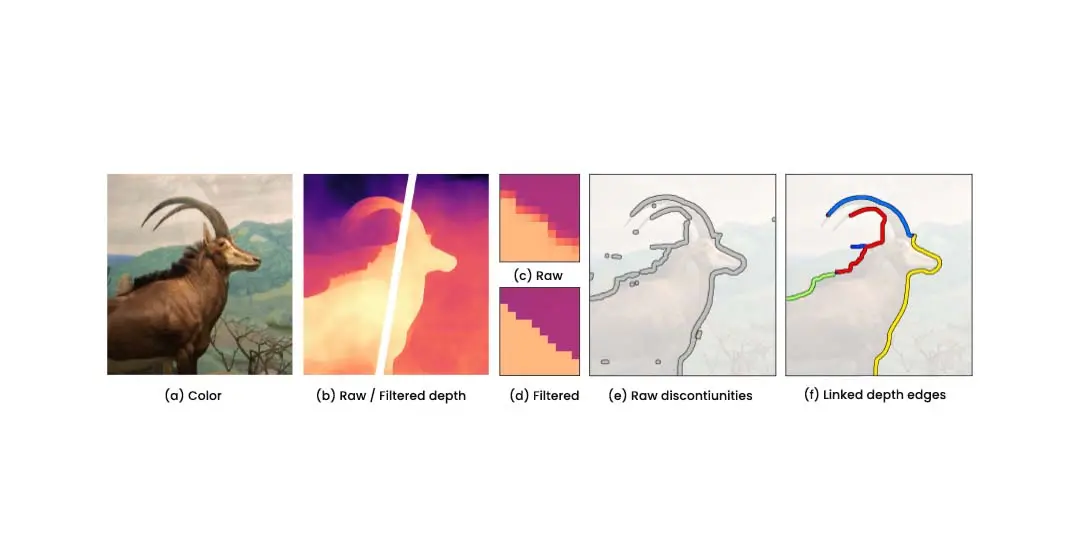 (c) Raw
(a) Color
(b) Raw / Filtered depth
(d) Filtered
(e) Raw discontiunities
(f) Linked depth edges